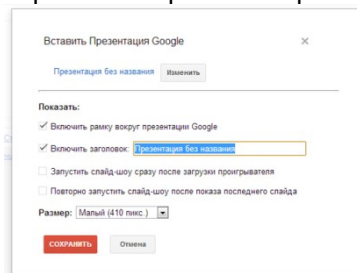 Вставить Презентация Google
Презентация без названия Изменить
Показать:
Включить рамку вокруг презентации Google
Включить заголовок: Презентация без названия
Запустить слайд-шоу сразу после загрузки проигрывателя
Повторно запустить слайд-шоу после показа последнего слайда
Размер: Малый (410 пикс.)
СОХРАНИТЬ Отмена